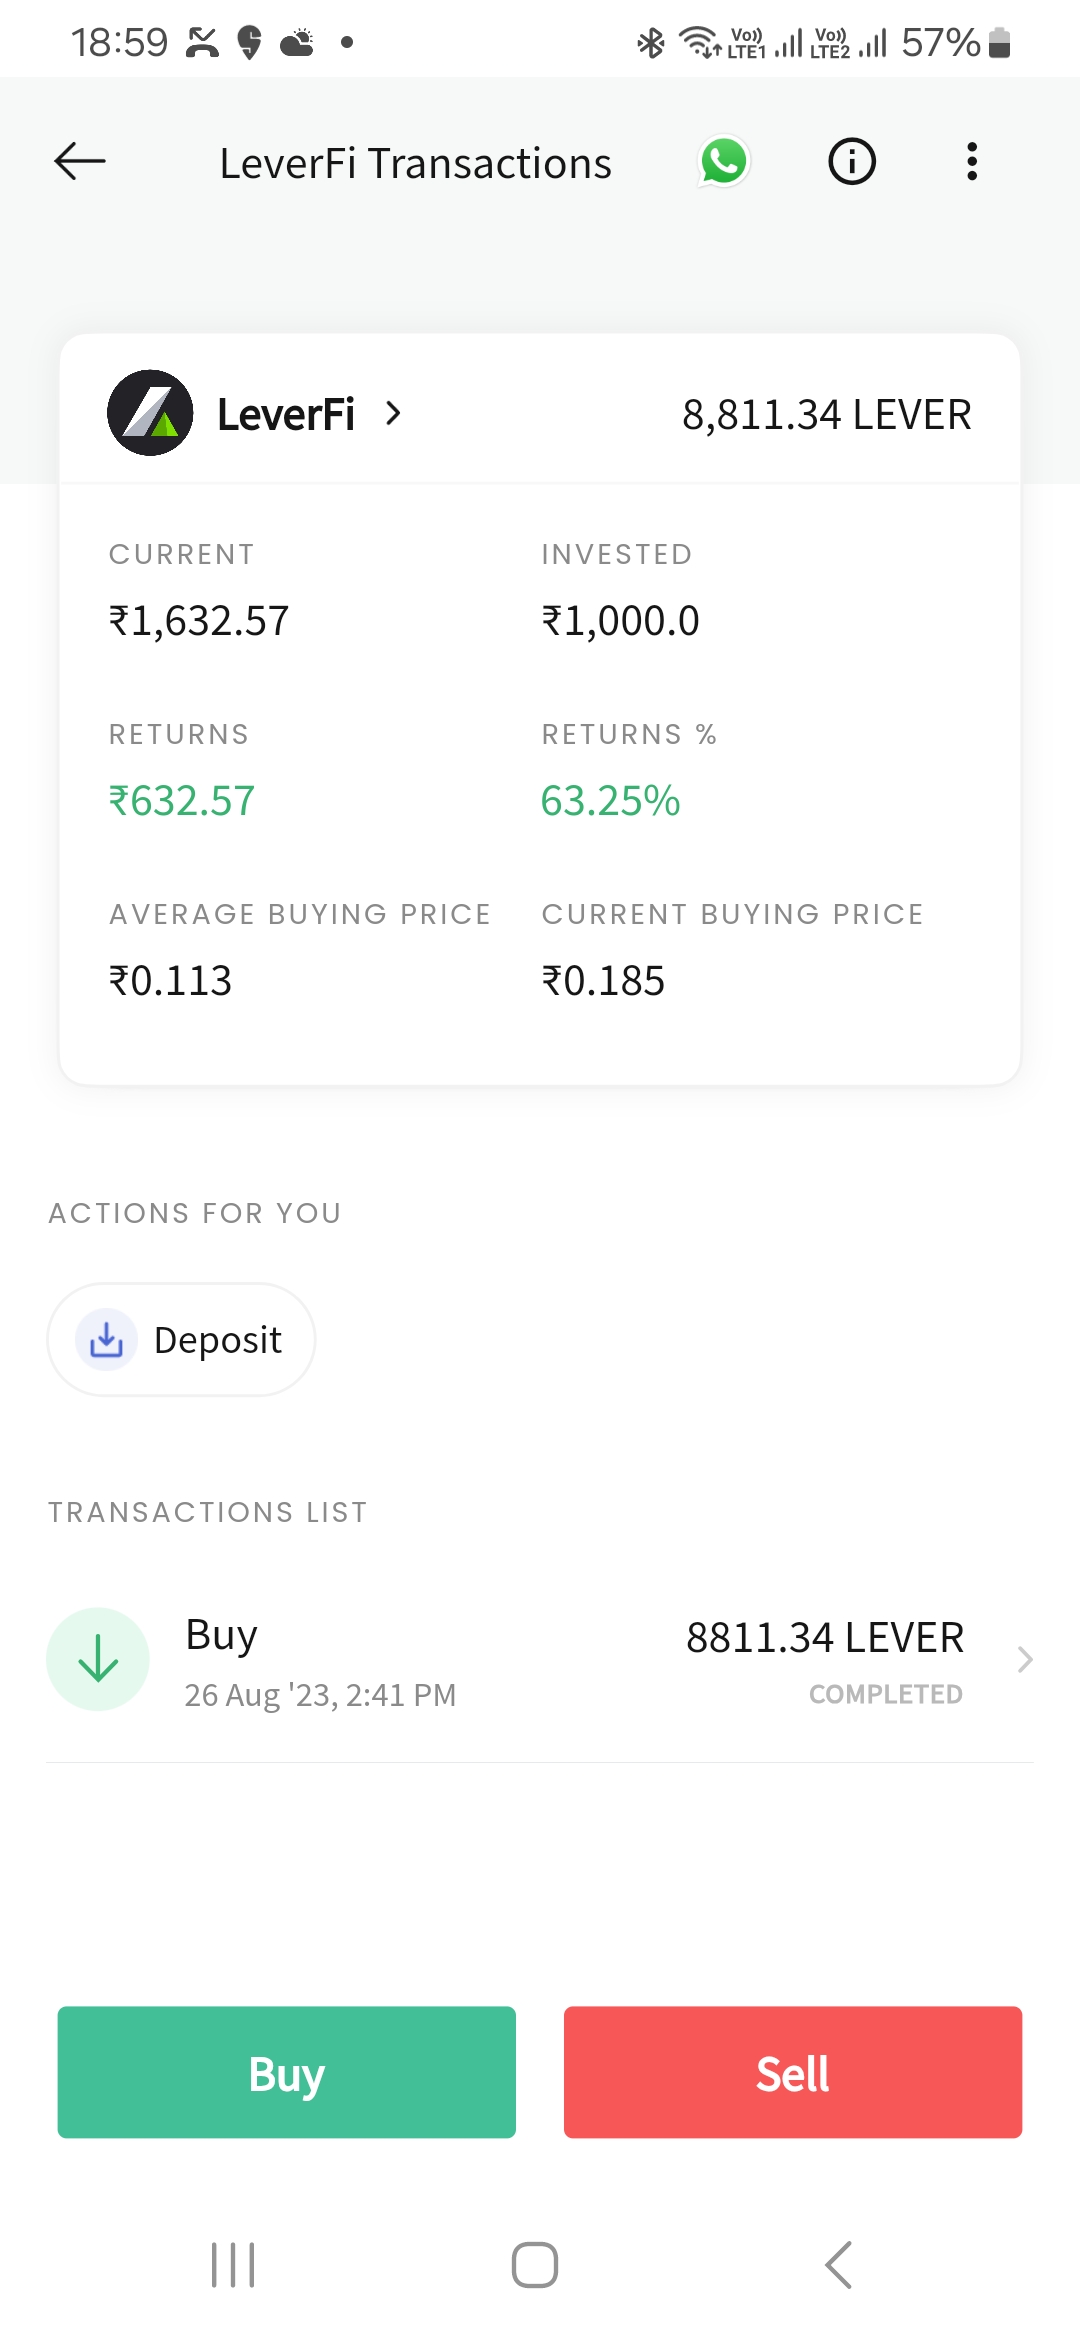 18:59 Vo)) LTE1 Vo)) LTE2 57%
LeverFi Transactions
LeverFi 8,811.34 LEVER
CURRENT INVESTED
₹1,632.57 ₹1,000.0
RETURNS RETURNS %
₹632.57 63.25%
AVERAGE BUYING PRICE CURRENT BUYING PRICE
₹0.113 ₹0.185
ACTIONS FOR YOU
Deposit
TRANSACTIONS LIST
Buy 8811.34 LEVER
26 Aug '23, 2:41 PM COMPLETED
Buy Sell